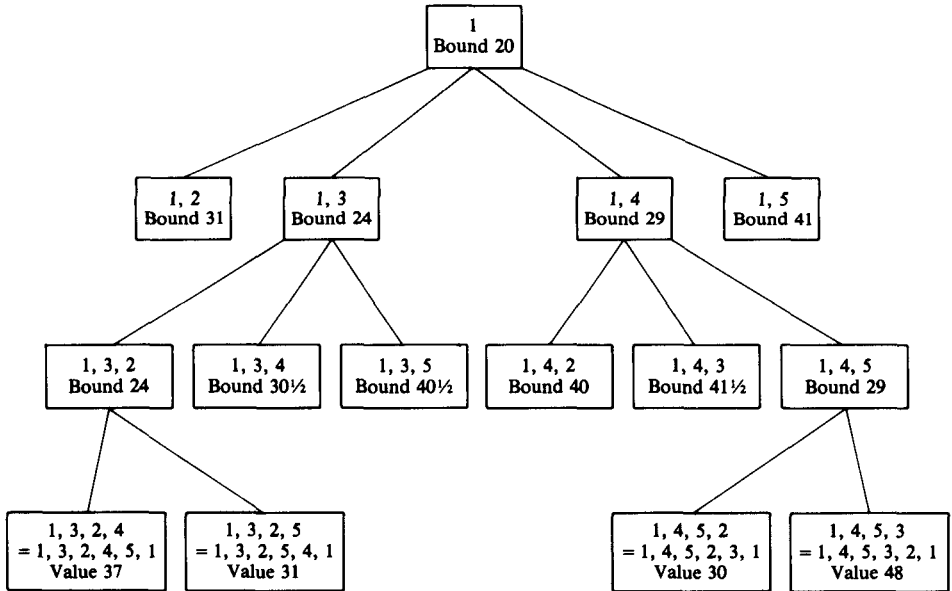 1
Bound 20
1, 2
Bound 31
1, 3
Bound 24
1, 4
Bound 29
1, 5
Bound 41
1, 3, 2
Bound 24
1, 3, 4
Bound 30½
1, 3, 5
Bound 40½
1, 4, 2
Bound 40
1, 4, 3
Bound 41½
1, 4, 5
Bound 29
1, 3, 2, 4
= 1, 3, 2, 4, 5, 1
Value 37
1, 3, 2, 5
= 1, 3, 2, 5, 4, 1
Value 31
1, 4, 5, 2
= 1, 4, 5, 2, 3, 1
Value 30
1, 4, 5, 3
= 1, 4, 5, 3, 2, 1
Value 48